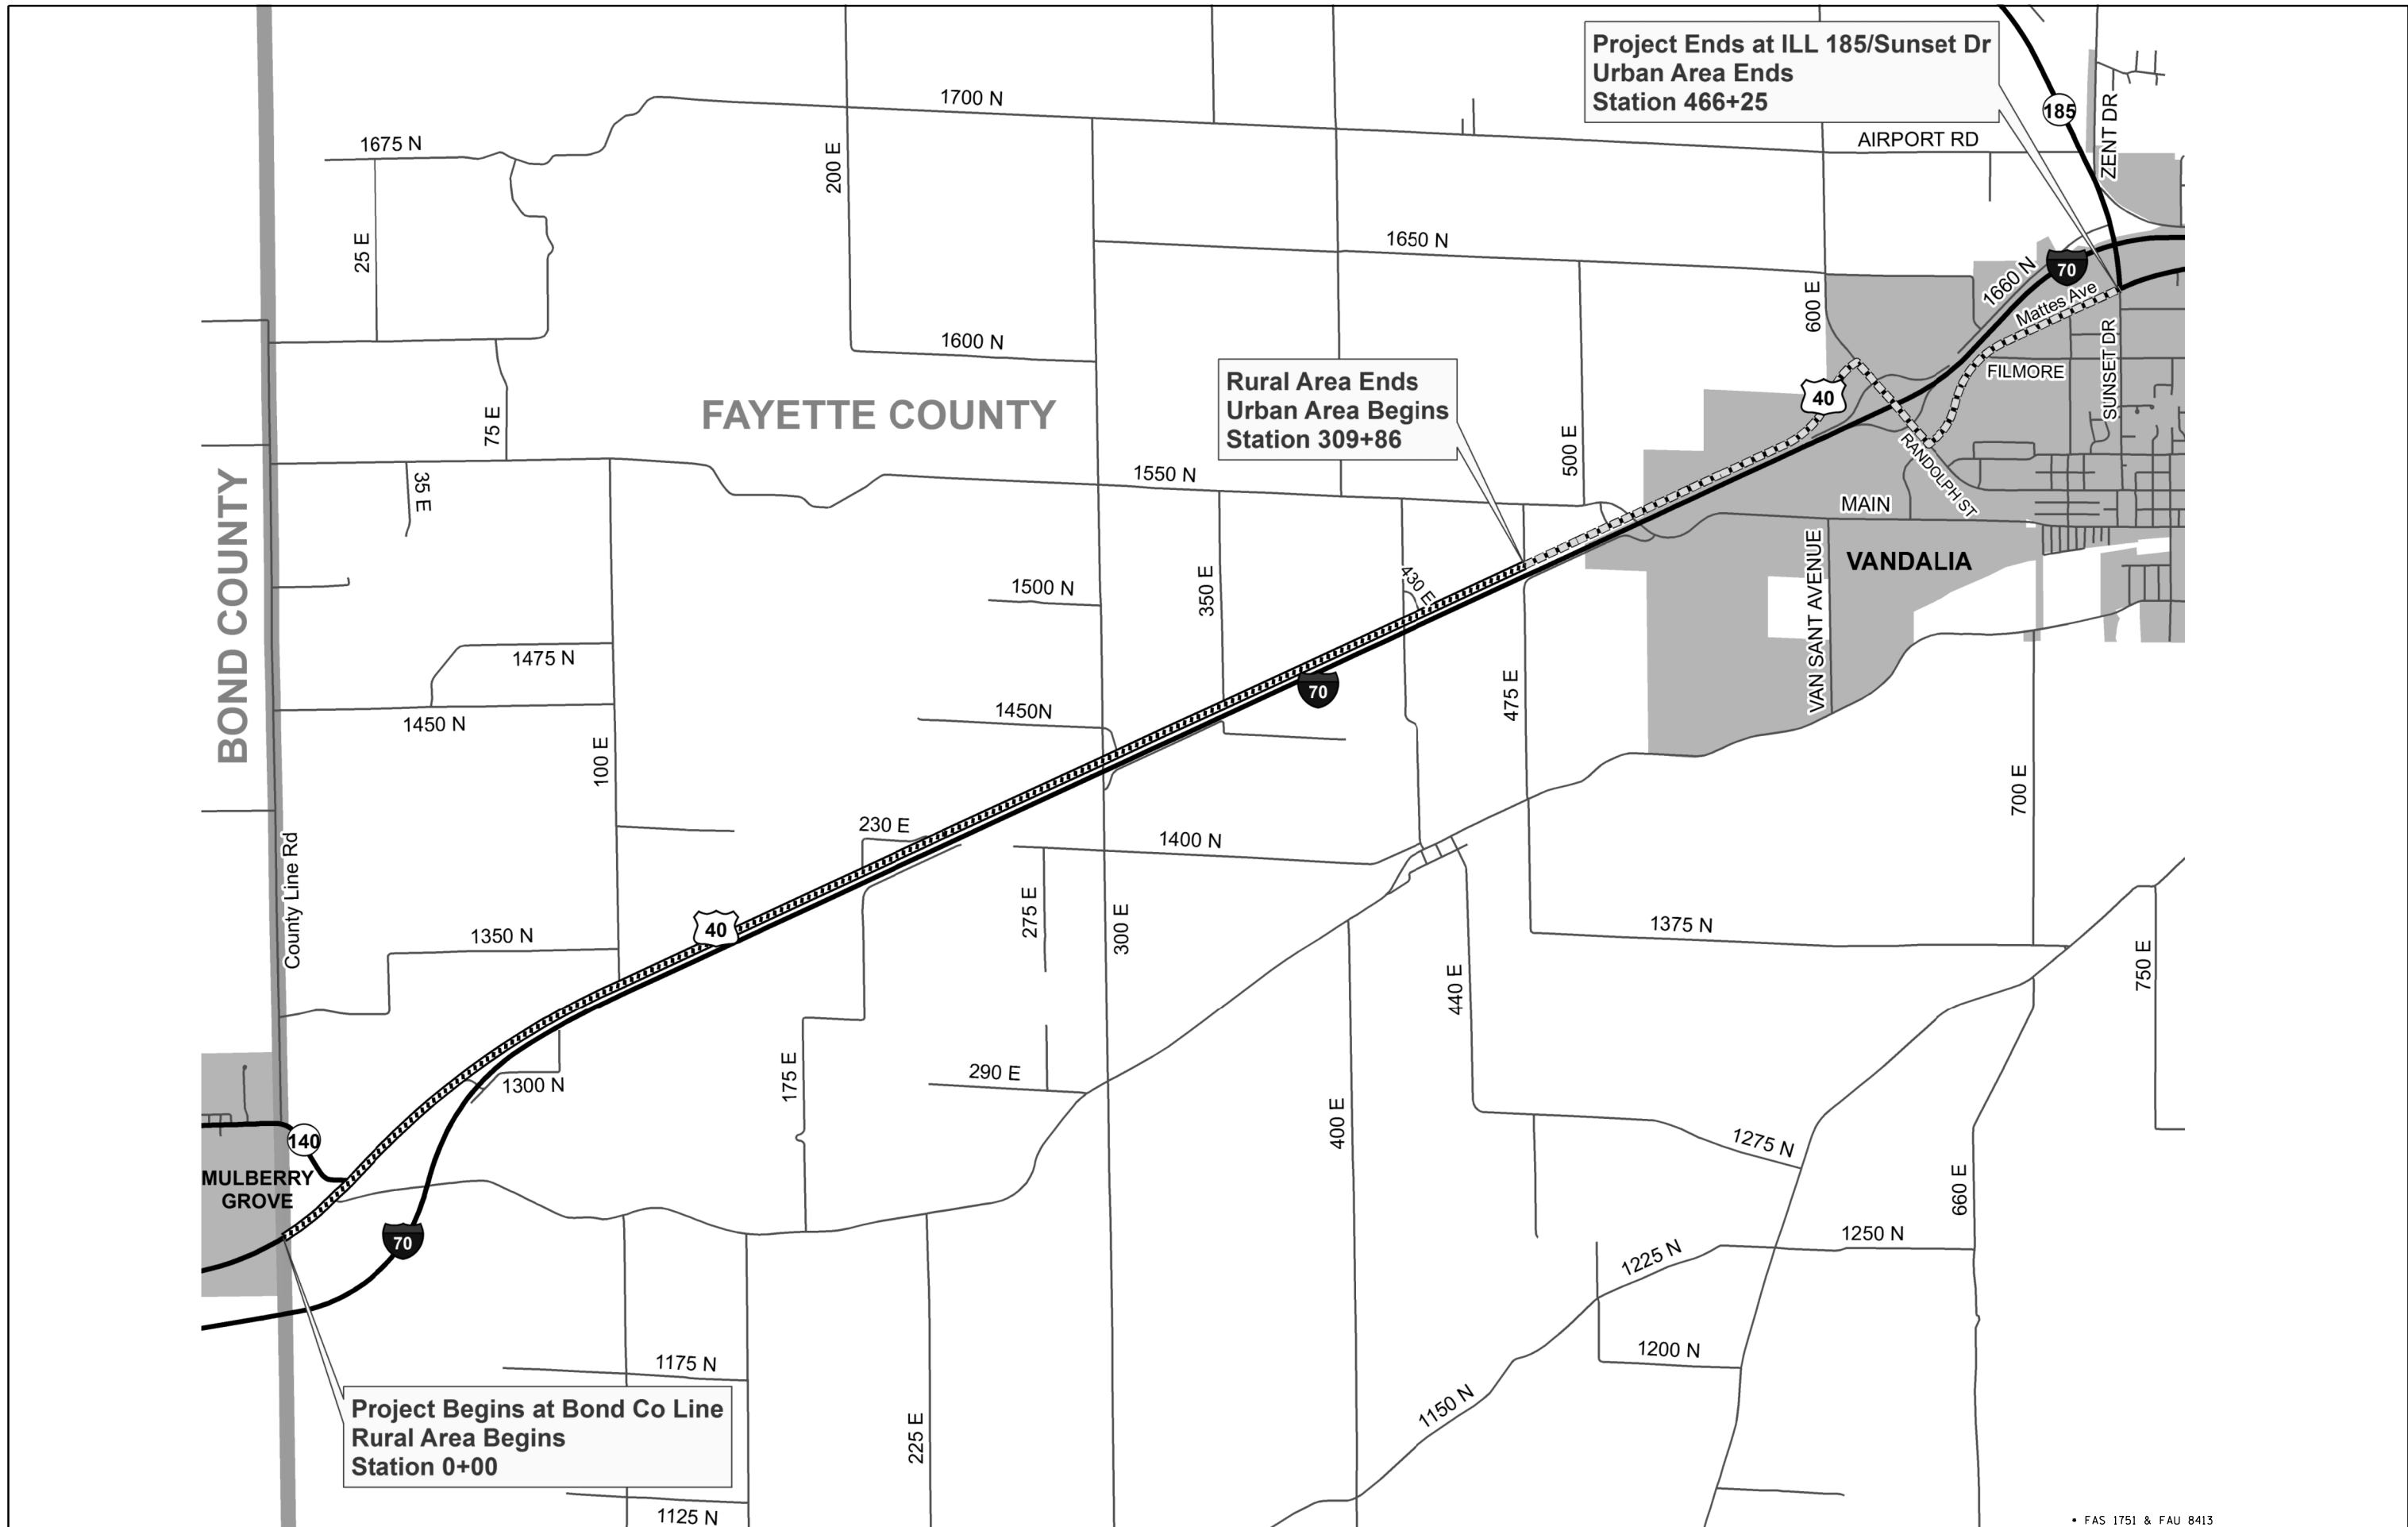 Project Ends at ILL 185/Sunset Dr
Urban Area Ends
Station 466+25
185
ZENT DR
AIRPORT RD
1700 N
1675 N
200 E
25 E
1650 N
1660 N
70
Mattes Ave
600 E
SUNSET DR
FILMORE
40
RANDOLPH ST
1600 N
Rural Area Ends
Urban Area Begins
Station 309+86
FAYETTE COUNTY
75 E
500 E
35 E
1550 N
MAIN
VANDALIA
VAN SANT AVENUE
BOND COUNTY
1500 N
350 E
430 E
1475 N
1450 N
1450N
70
475 E
100 E
700 E
County Line Rd
230 E
1400 N
275 E
300 E
40
1350 N
1375 N
440 E
750 E
1300 N
175 E
290 E
400 E
1275 N
140
MULBERRY
GROVE
660 E
70
1250 N
1225 N
1200 N
1175 N
1150 N
Project Begins at Bond Co Line
Rural Area Begins
Station 0+00
225 E
1125 N
• FAS 1751 & FAU 8413